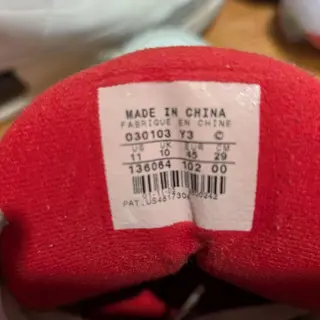 MADE IN CHINA
FABRIQUE EN CHINE
030103 Y3 ©
US UK EUR CM
11 10 45 29
136064 102 00